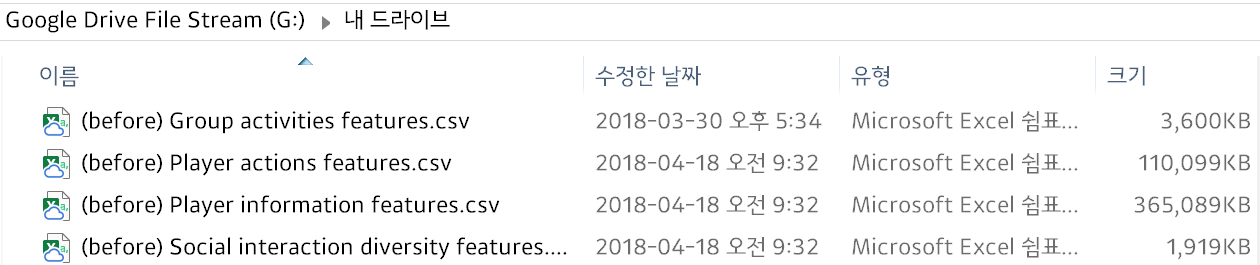 Google Drive File Stream (G:) ▶ 내 드라이브
이름 수정한 날짜 유형 크기
(before) Group activities features.csv 2018-03-30 오후 5:34 Microsoft Excel 쉼표... 3,600KB
(before) Player actions features.csv 2018-04-18 오전 9:32 Microsoft Excel 쉼표... 110,099KB
(before) Player information features.csv 2018-04-18 오전 9:32 Microsoft Excel 쉼표... 365,089KB
(before) Social interaction diversity features.... 2018-04-18 오전 9:32 Microsoft Excel 쉼표... 1,919KB